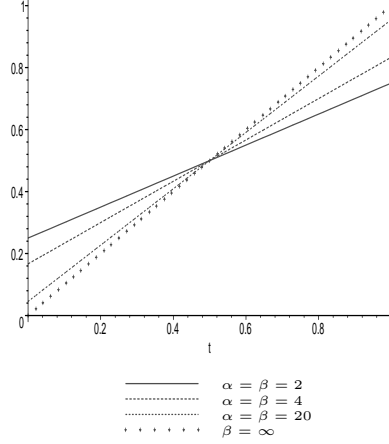 1
0.8
0.6
0.4
0.2
0
0.2
0.4
0.6
0.8
t
α = β = 2
α = β = 4
α = β = 20
β = ∞